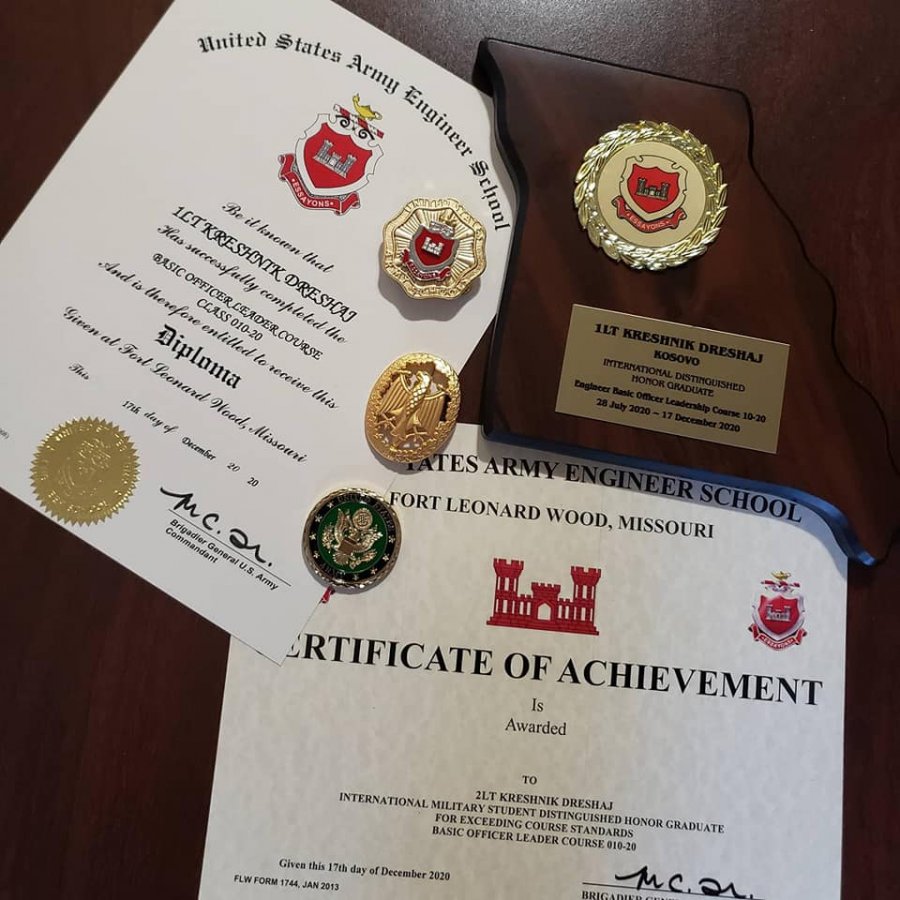 United States Army Engineer School
ESSAYONS
Be it known that
1LT KRESHNIK DRESHAJ
Has successfully completed the
BASIC OFFICER LEADER COURSE
CLASS 010-20
And is therefore entitled to receive this
Diploma
Given at Fort Leonard Wood, Missouri
This 17th day of December 20 20
Brigadier General U.S. Army
Commandant
ESSAYONS
1LT KRESHNIK DRESHAJ
KOSOVO
INTERNATIONAL DISTINGUISHED
HONOR GRADUATE
Engineer Basic Officer Leadership Course 10-20
28 July 2020 – 17 December 2020
TATES ARMY ENGINEER SCHOOL
FORT LEONARD WOOD, MISSOURI
ESSAYONS
ERTIFICATE OF ACHIEVEMENT
Is
Awarded
TO
2LT KRESHNIK DRESHAJ
INTERNATIONAL MILITARY STUDENT DISTINGUISHED HONOR GRADUATE
FOR EXCEEDING COURSE STANDARDS
BASIC OFFICER LEADER COURSE 010-20
Given this 17th day of December 2020
FLW FORM 1744, JAN 2013